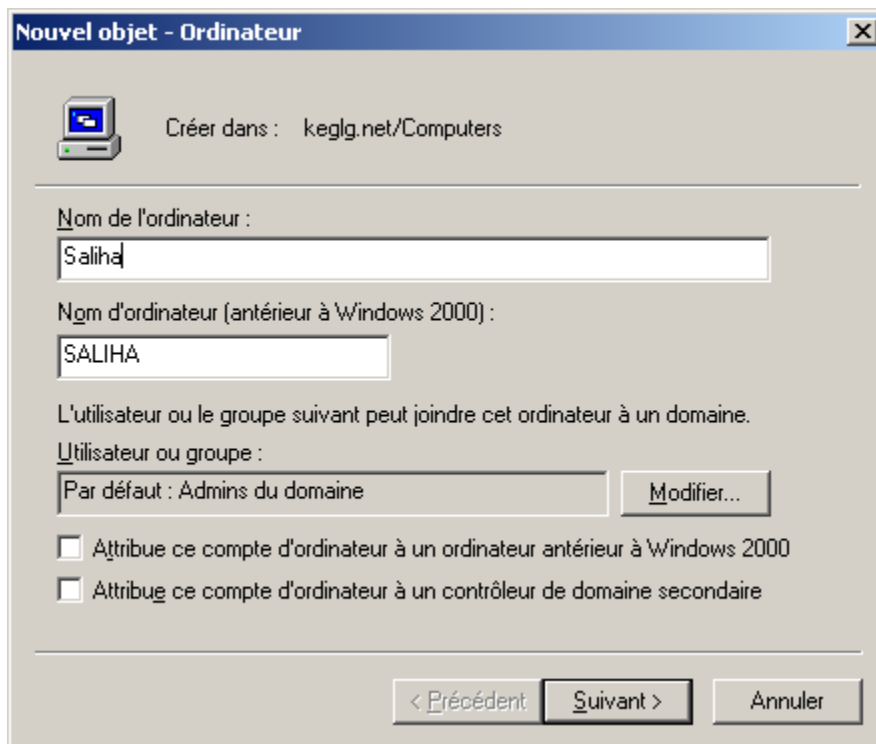 Nouvel objet - Ordinateur
Créer dans : keglg.net/Computers
Nom de l'ordinateur :
Saliha
Nom d'ordinateur (antérieur à Windows 2000) :
SALIHA
L'utilisateur ou le groupe suivant peut joindre cet ordinateur à un domaine.
Utilisateur ou groupe :
Par défaut : Admins du domaine
Modifier...
Attribue ce compte d'ordinateur à un ordinateur antérieur à Windows 2000
Attribue ce compte d'ordinateur à un contrôleur de domaine secondaire
< Précédent Suivant > Annuler